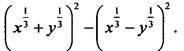 (x^{1/3} + y^{1/3})^2 - (x^{1/3} - y^{1/3})^2.